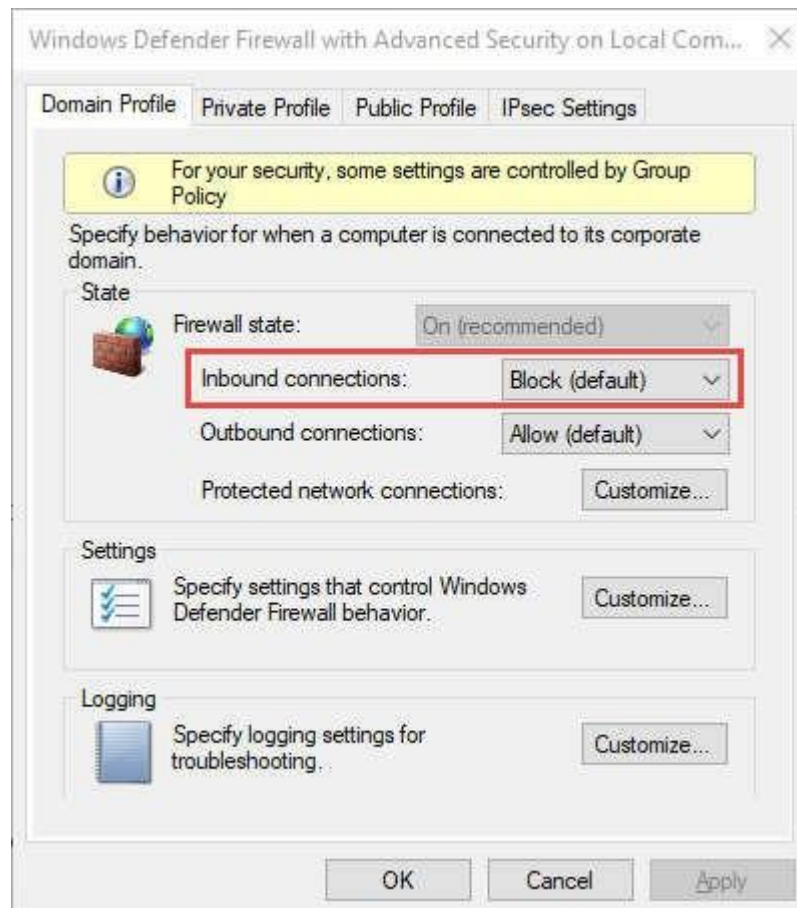 Windows Defender Firewall with Advanced Security on Local Com...
Domain Profile Private Profile Public Profile IPsec Settings
For your security, some settings are controlled by Group
Policy
Specify behavior for when a computer is connected to its corporate
domain.
State
Firewall state: On (recommended)
Inbound connections: Block (default)
Outbound connections: Allow (default)
Protected network connections: Customize...
Settings
Specify settings that control Windows
Defender Firewall behavior.
Customize...
Logging
Specify logging settings for
troubleshooting.
Customize...
OK Cancel Apply